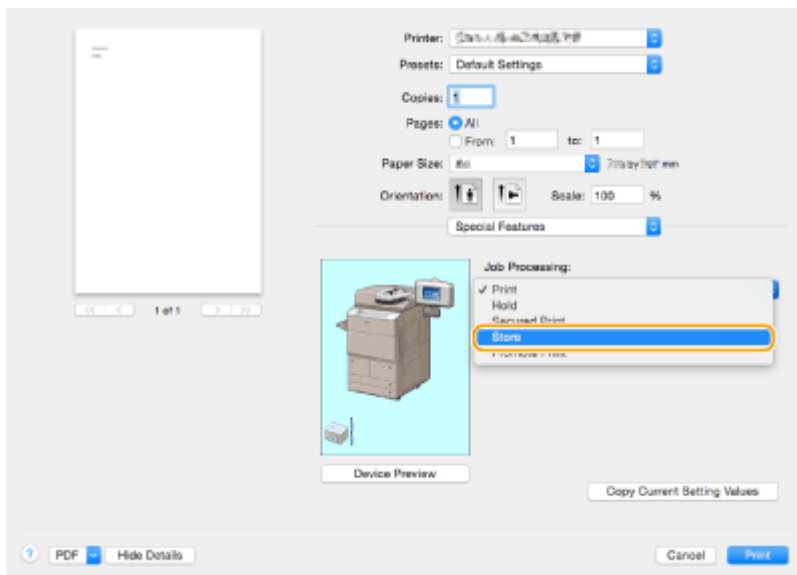 Printer:
Presets: Default Settings
Copies: 1
Pages: All
From: 1 to: 1
Paper Size:
Orientation: Scale: 100 %
Special Features
Job Processing:
✓ Print
Hold
Secured Print
Store
Promote Print
<< < 1 of 1 > >>
Device Preview
Copy Current Setting Values
? PDF Hide Details Cancel Print